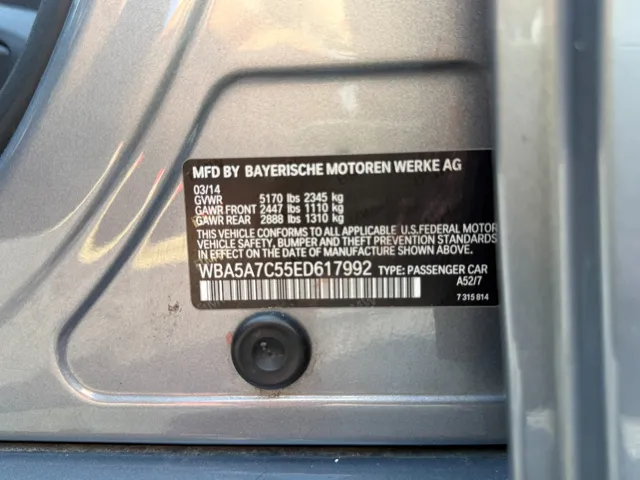 MFD BY BAYERISCHE MOTOREN WERKE AG
03/14
GVWR 5170 lbs 2345 kg
GAWR FRONT 2447 lbs 1110 kg
GAWR REAR 2888 lbs 1310 kg
THIS VEHICLE CONFORMS TO ALL APPLICABLE U.S.FEDERAL MOTOR
VEHICLE SAFETY, BUMPER AND THEFT PREVENTION STANDARDS
IN EFFECT ON THE DATE OF MANUFACTURE SHOWN ABOVE.
WBA5A7C55ED617992 TYPE: PASSENGER CAR
A52/7
7 315 814